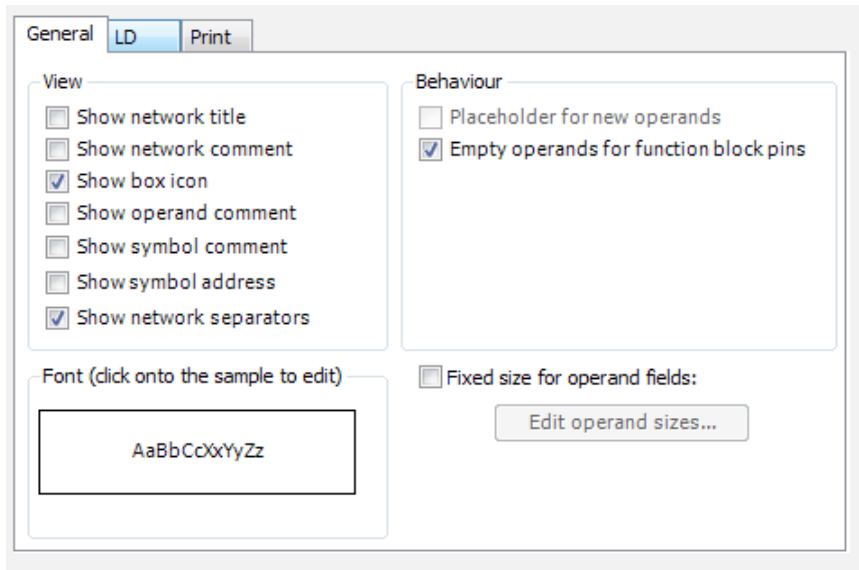 General
LD
Print
View
Show network title
Show network comment
Show box icon
Show operand comment
Show symbol comment
Show symbol address
Show network separators
Behaviour
Placeholder for new operands
Empty operands for function block pins
Font (click onto the sample to edit)
AaBbCcXxYyZz
Fixed size for operand fields:
Edit operand sizes...